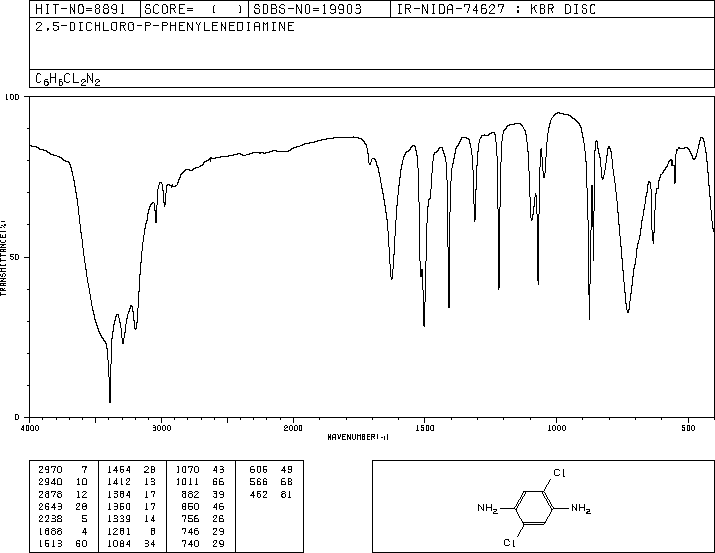 HIT-NO=8891 SCORE= ( ) SDBS-NO=19903 IR-NIDA-74627 : KBR DISC
2,5-DICHLORO-P-PHENYLENEDIAMINE
C6H6CL2N2
100
TRANSMITTANCE(%)
50
0
4000 3000 2000 1500 1000 500
WAVENUMBER(-1)
2970 7 1464 20 1070 43 606 49
2940 10 1412 13 1011 66 566 68
2878 12 1384 17 882 39 462 81
2643 20 1360 17 860 46
2238 5 1339 14 756 26
1888 4 1281 8 746 29
1613 60 1084 34 740 29
Cl
NH2 NH2
Cl